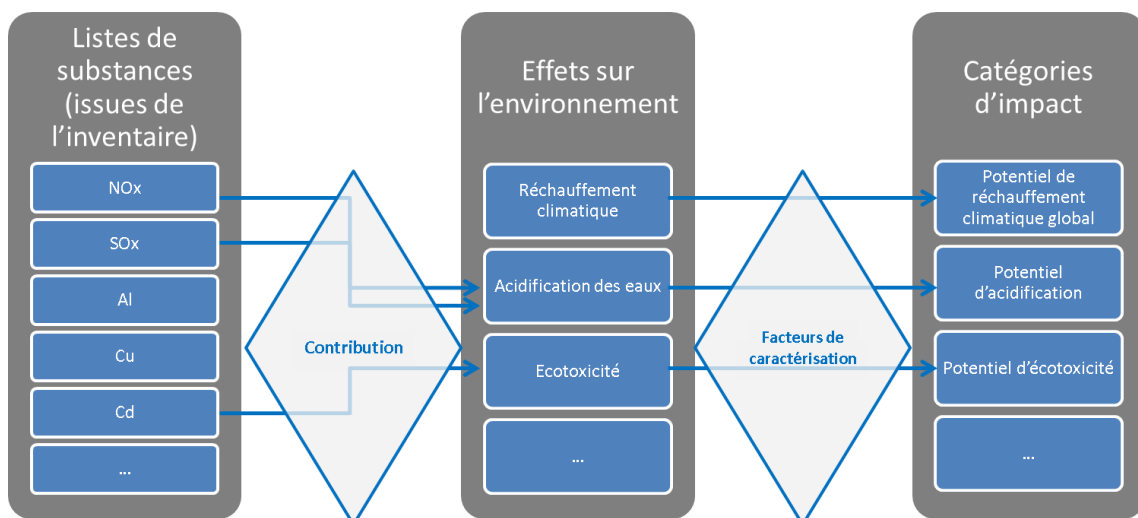 Listes de
substances
(issues de
l'inventaire)
NOx
SOx
Al
Cu
Cd
...
Contribution
Effets sur
l'environnement
Réchauffement
climatique
Acidification des eaux
Ecotoxicité
...
Facteurs de
caractérisation
Catégories
d'impact
Potentiel de
réchauffement
climatique global
Potentiel
d'acidification
Potentiel d'écotoxicité
...